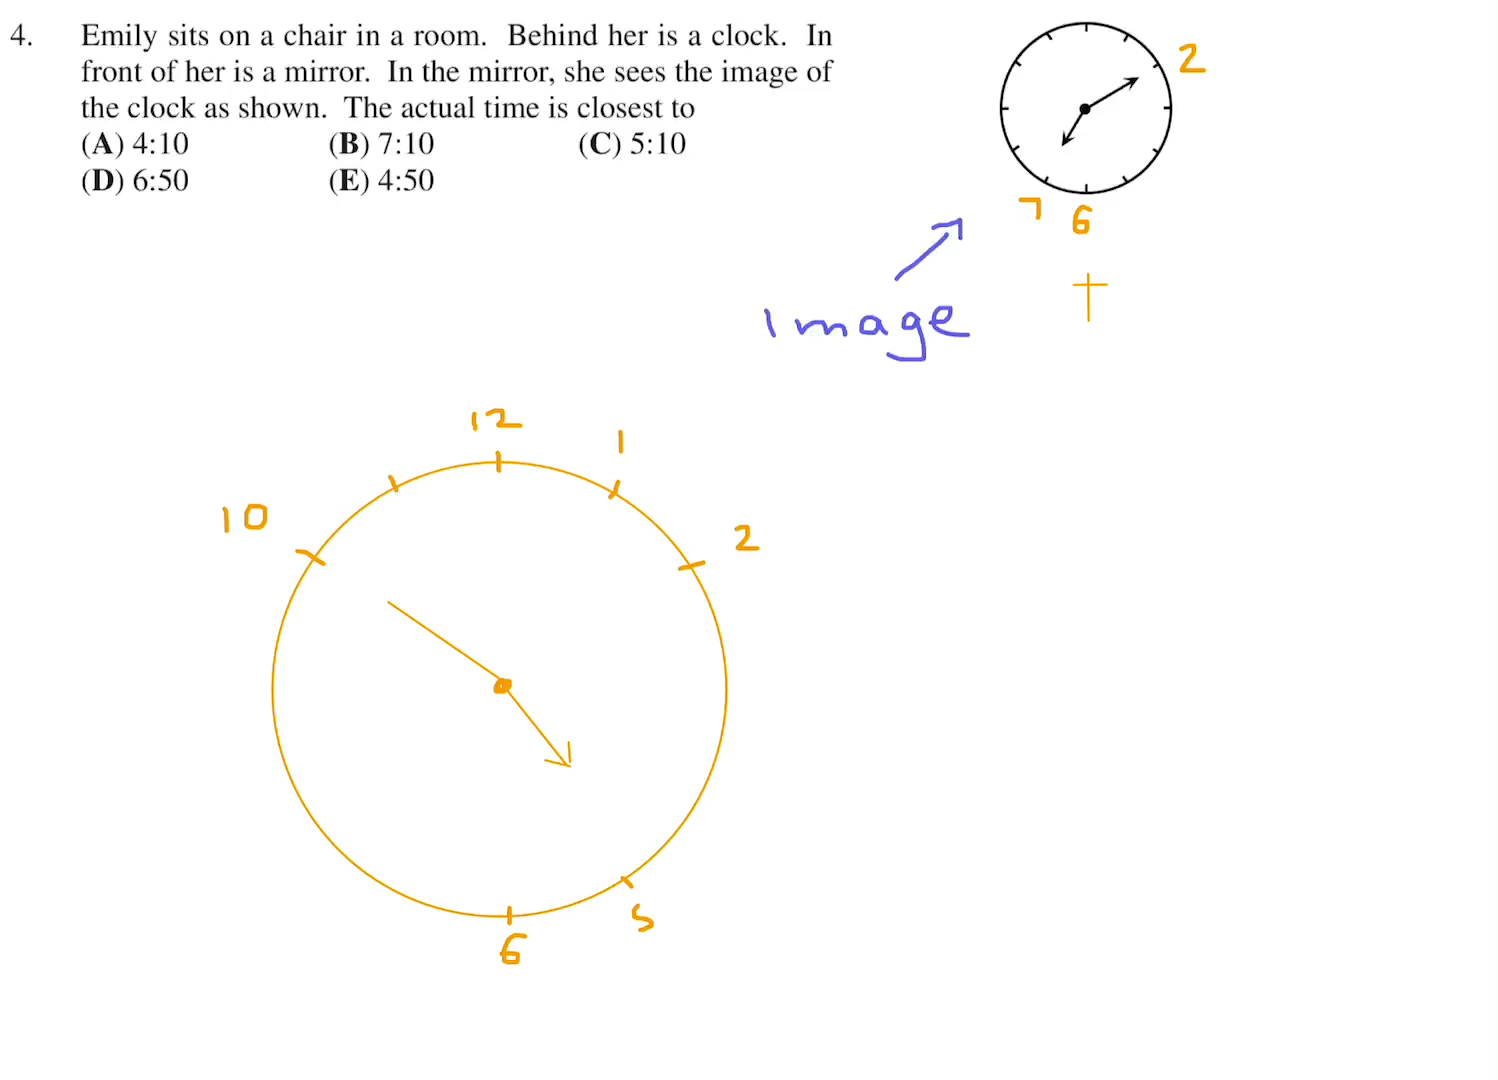 4. Emily sits on a chair in a room. Behind her is a clock. In
front of her is a mirror. In the mirror, she sees the image of
the clock as shown. The actual time is closest to
(A) 4:10 (B) 7:10 (C) 5:10
(D) 6:50 (E) 4:50
2
7 6
Image
12
1
10
2
5
6